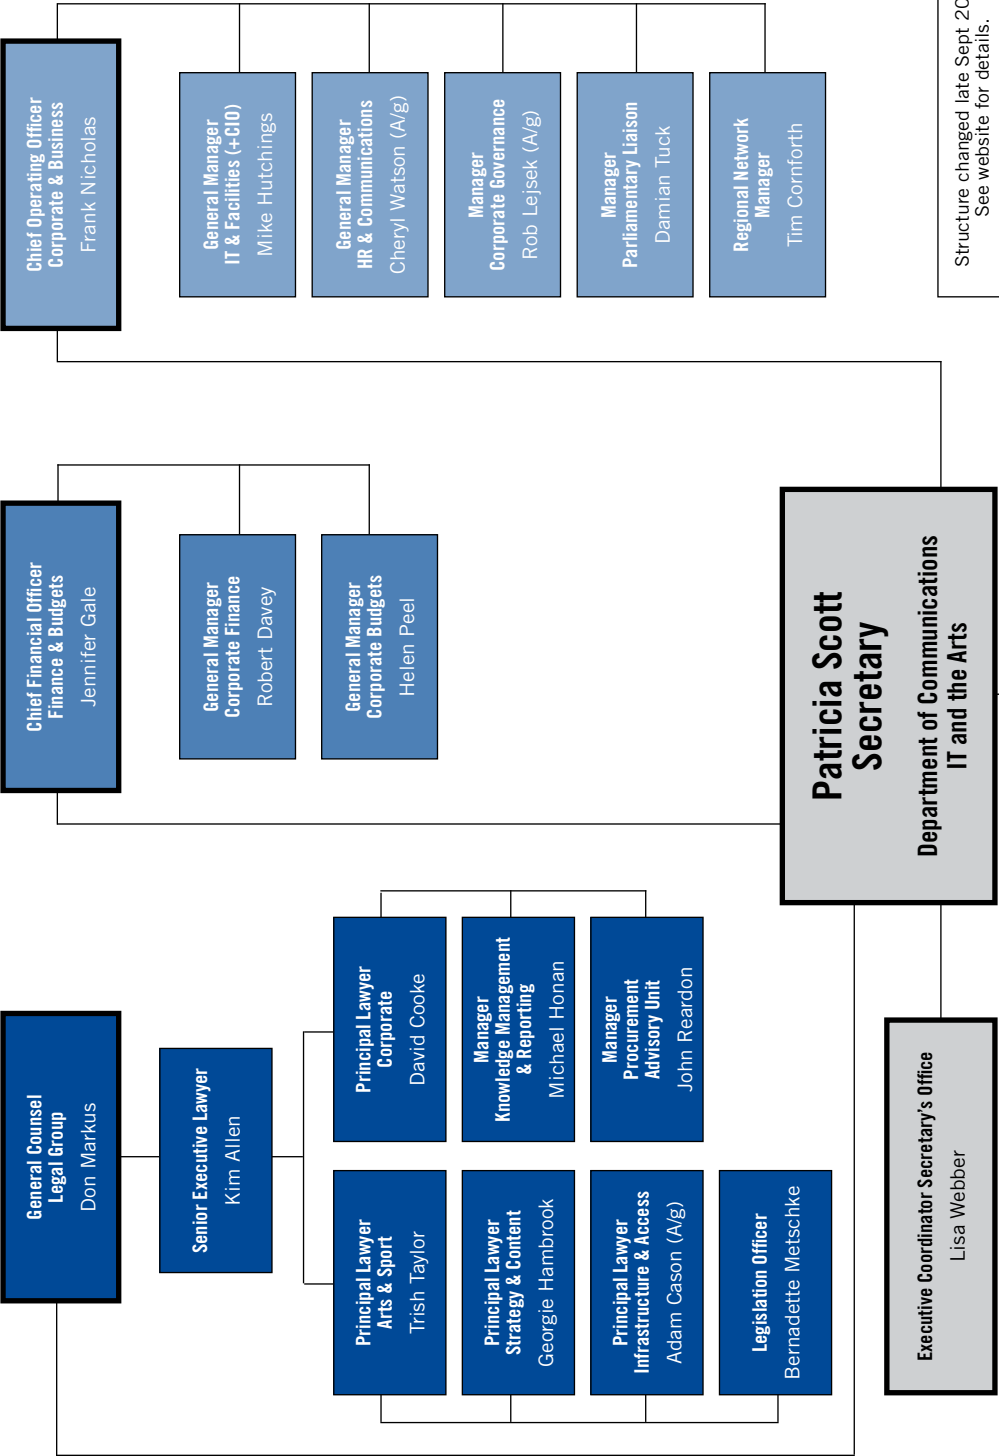 General Counsel
Legal Group
Don Markus
Senior Executive Lawyer
Kim Allen
Principal Lawyer
Arts & Sport
Trish Taylor
Principal Lawyer
Strategy & Content
Georgie Hambrook
Principal Lawyer
Infrastructure & Access
Adam Cason (A/g)
Legislation Officer
Bernadette Metschke
Principal Lawyer
Corporate
David Cooke
Manager
Knowledge Management
& Reporting
Michael Honan
Manager
Procurement
Advisory Unit
John Reardon
Chief Financial Officer
Finance & Budgets
Jennifer Gale
General Manager
Corporate Finance
Robert Davey
General Manager
Corporate Budgets
Helen Peel
Chief Operating Officer
Corporate & Business
Frank Nicholas
General Manager
IT & Facilities (+CIO)
Mike Hutchings
General Manager
HR & Communications
Cheryl Watson (A/g)
Manager
Corporate Governance
Rob Lejsek (A/g)
Manager
Parliamentary Liaison
Damian Tuck
Regional Network
Manager
Tim Cornforth
Executive Coordinator Secretary’s Office
Lisa Webber
Patricia Scott
Secretary
Department of Communications
IT and the Arts
Structure changed late Sept 20
See website for details.